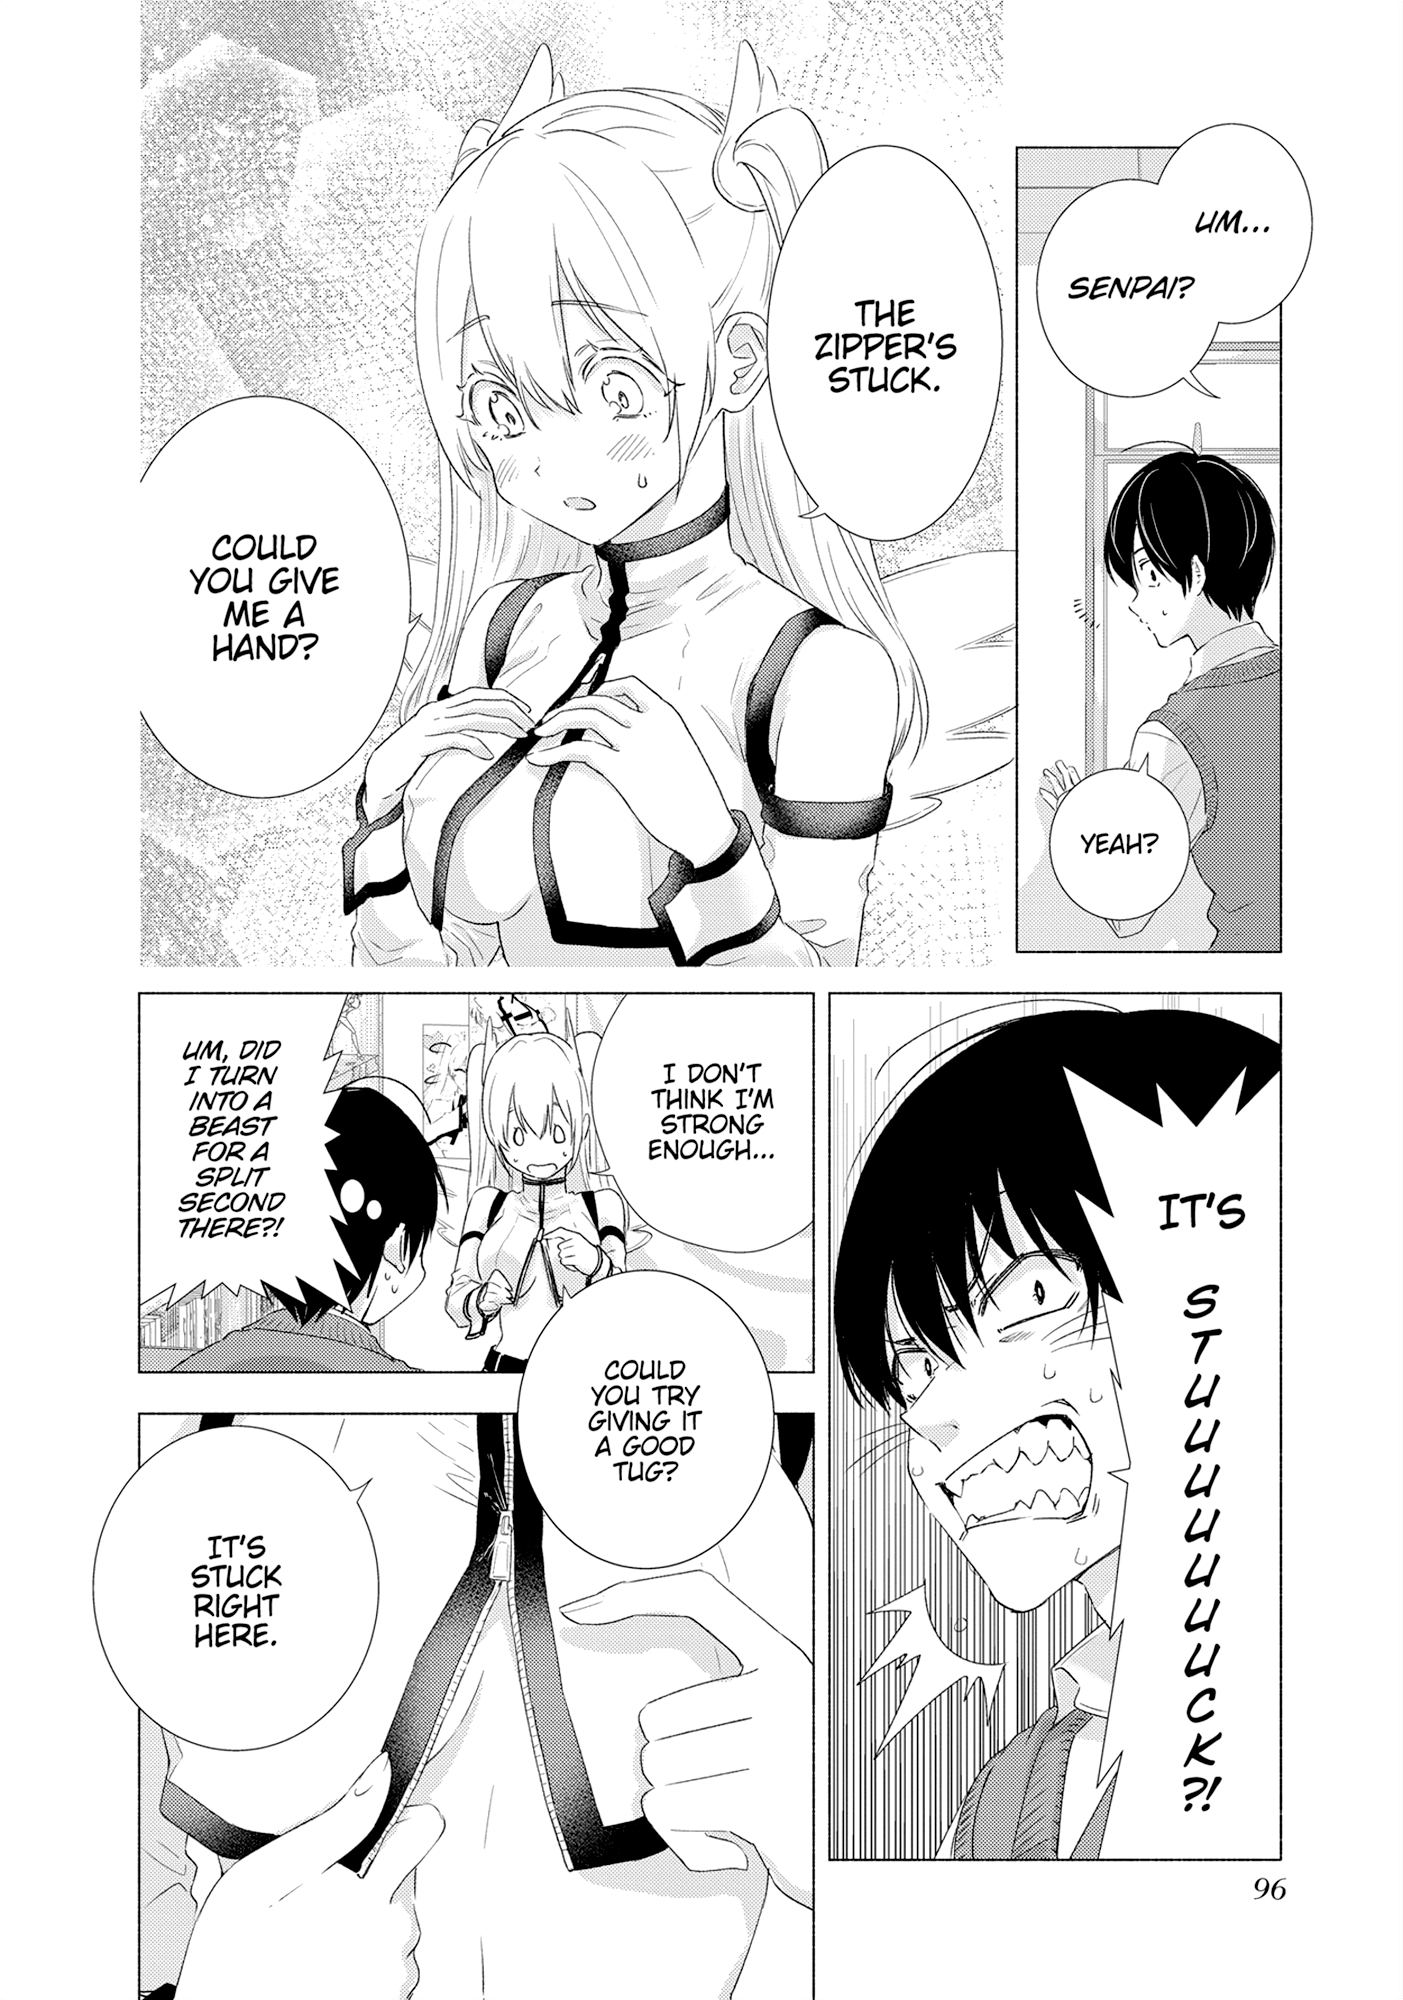 UM...
SENPAI?
YEAH?
THE
ZIPPER'S
STUCK.
COULD
YOU GIVE
ME A
HAND?
IT'S
STUUUUUUUCK?!
I DON'T
THINK I'M
STRONG
ENOUGH...
UM, DID
I TURN
INTO A
BEAST
FOR A
SPLIT
SECOND
THERE?!
COULD
YOU TRY
GIVING IT
A GOOD
TUG?
IT'S
STUCK
RIGHT
HERE.
96